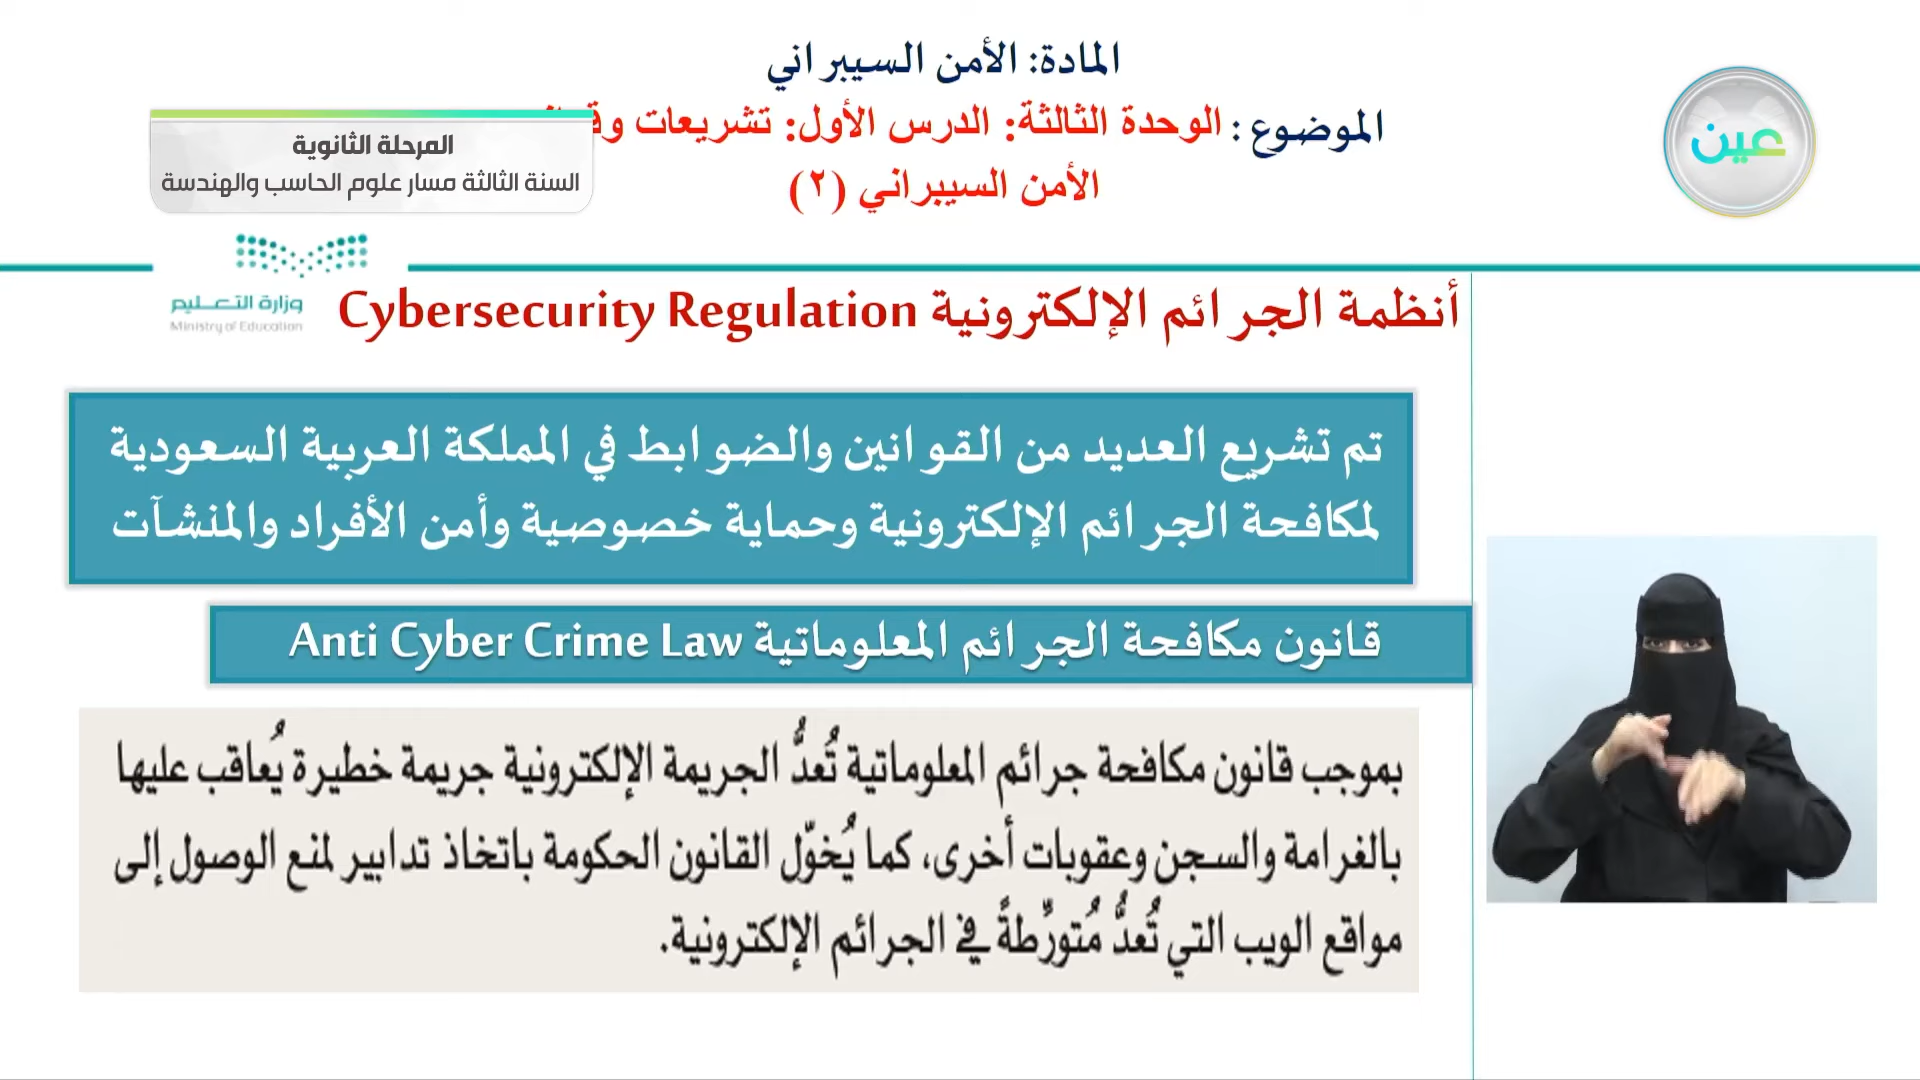 المادة: الأمن السيبراني
الموضوع: الوحدة الثالثة: الدرس الأول: تشريعات
الأمن السيبراني (٢)
المرحلة الثانوية
السنة الثالثة مسار علوم الحاسب والهندسة
عين
وزارة التعليم
Ministry of Education
أنظمة الجرائم الإلكترونية Cybersecurity Regulation
تم تشريع العديد من القوانين والضوابط في المملكة العربية السعودية
لمكافحة الجرائم الإلكترونية وحماية خصوصية وأمن الأفراد والمنشآت
قانون مكافحة الجرائم المعلوماتية Anti Cyber Crime Law
بموجب قانون مكافحة جرائم المعلوماتية تُعدُّ الجريمة الإلكترونية جريمة خطيرة يُعاقب عليها
بالغرامة والسجن وعقوبات أخرى، كما يُخوّل القانون الحكومة باتخاذ تدابير لمنع الوصول إلى
مواقع الويب التي تُعدُّ مُتورِّطةً في الجرائم الإلكترونية.